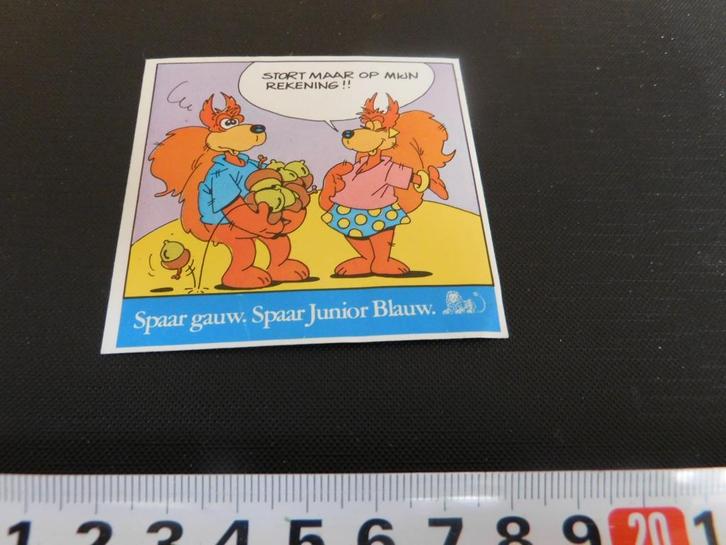 STORT MAAR OP MIJN
REKENING!!
Spaar gauw. Spaar Junior Blauw.
1 2 3 4 5 6 7 8 9 20 1